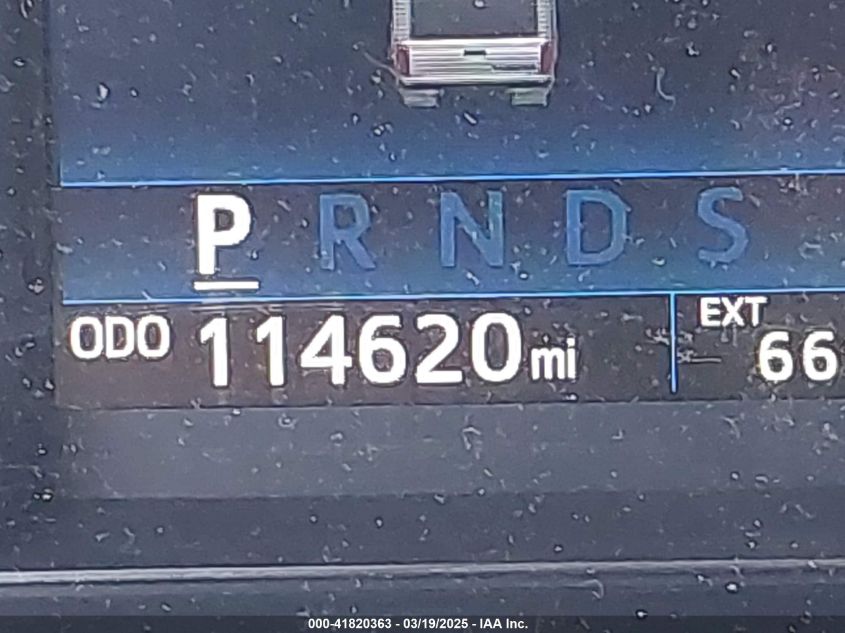 P R N D S
ODO 114620 mi
EXT
66
000-41820363 - 03/19/2025 - IAA Inc.